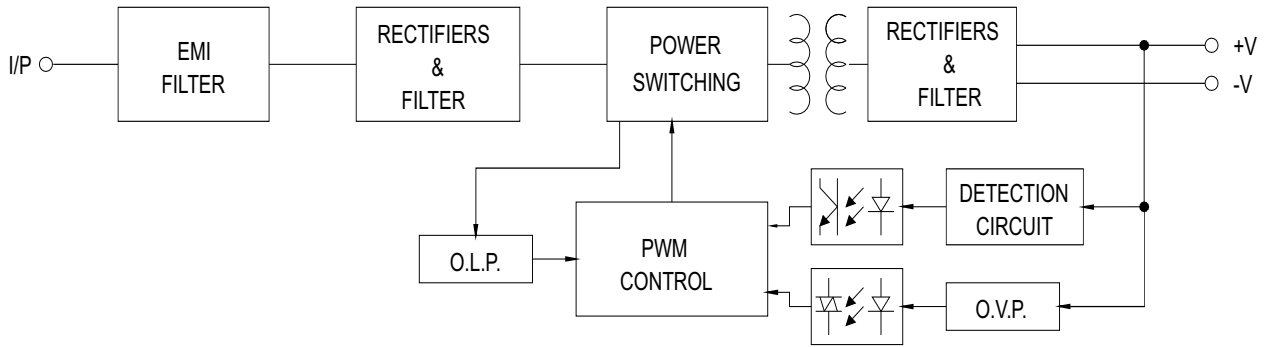 I/P
EMI
FILTER
RECTIFIERS
&
FILTER
POWER
SWITCHING
RECTIFIERS
&
FILTER
+V
-V
DETECTION
CIRCUIT
O.L.P.
PWM
CONTROL
O.V.P.